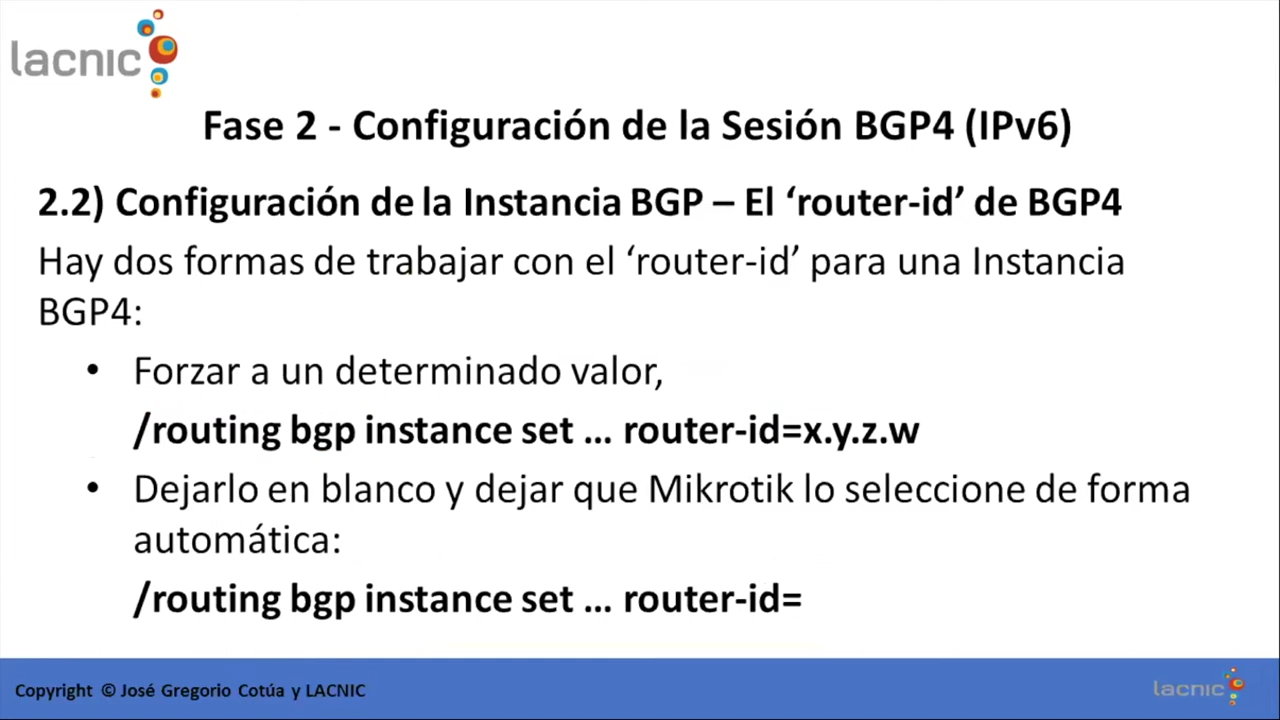 lacnic
Fase 2 - Configuración de la Sesión BGP4 (IPv6)
2.2) Configuración de la Instancia BGP – El ‘router-id’ de BGP4
Hay dos formas de trabajar con el ‘router-id’ para una Instancia
BGP4:
• Forzar a un determinado valor,
/routing bgp instance set ... router-id=x.y.z.w
• Dejarlo en blanco y dejar que Mikrotik lo seleccione de forma
automática:
/routing bgp instance set ... router-id=
Copyright © José Gregorio Cotúa y LACNIC
lacnic